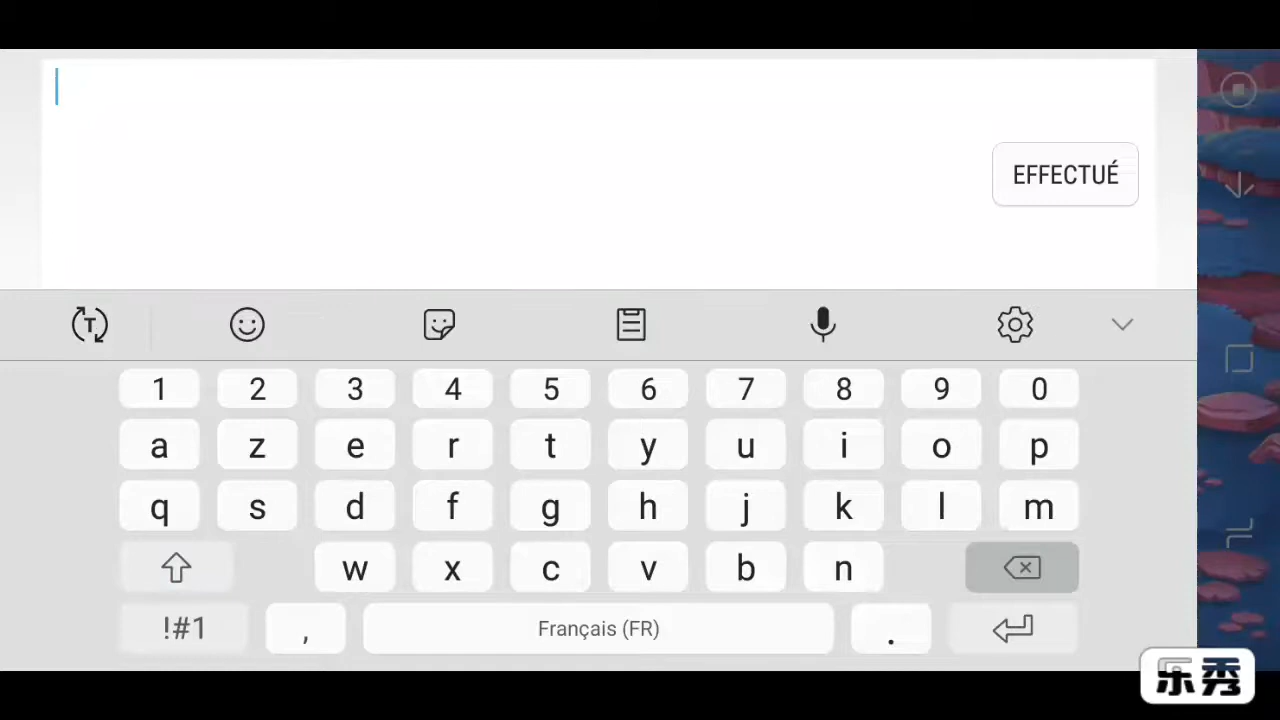 EFFECTUÉ
T
1 2 3 4 5 6 7 8 9 0
a z e r t y u i o p
q s d f g h j k l m
w x c v b n
!#1 , Français (FR) .
乐秀